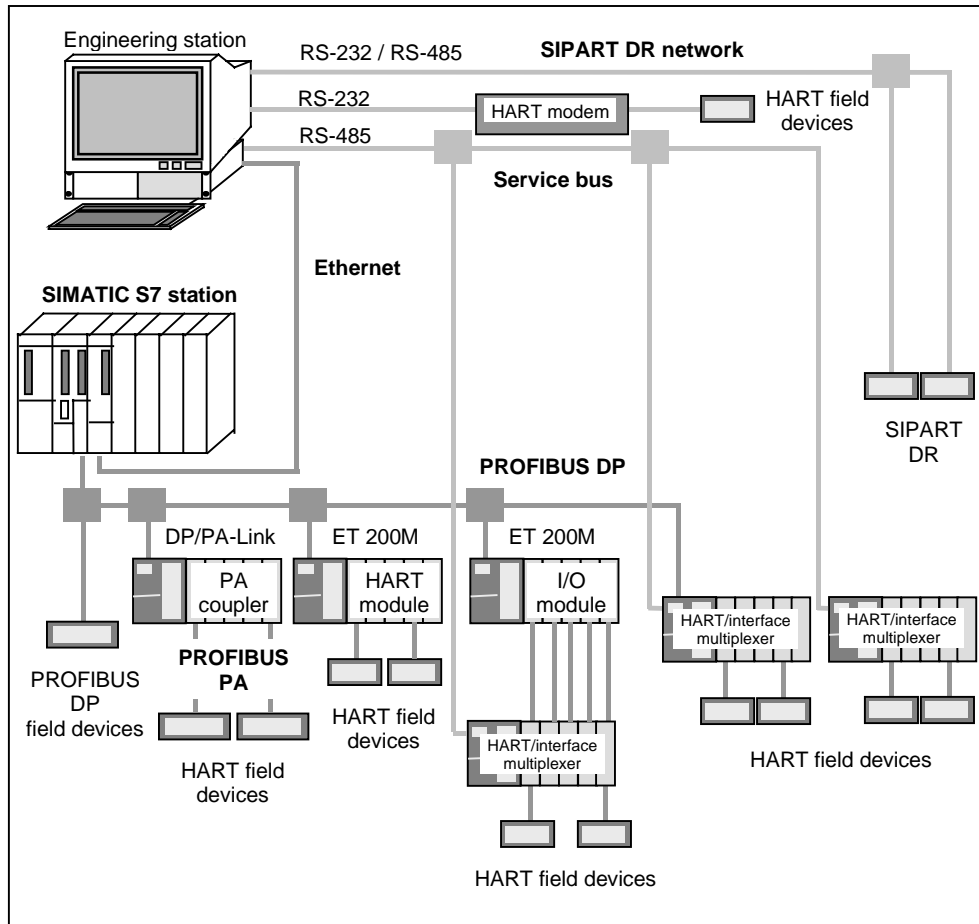 Engineering station
RS-232 / RS-485
SIPART DR network
RS-232
HART modem
HART field
devices
RS-485
Service bus
Ethernet
SIMATIC S7 station
SIPART
DR
PROFIBUS DP
DP/PA-Link
ET 200M
ET 200M
PA
coupler
HART
module
I/O
module
HART/interface
multiplexer
HART/interface
multiplexer
PROFIBUS
PA
PROFIBUS
DP
field devices
HART field
devices
HART field
devices
HART/interface
multiplexer
HART field devices
HART field devices